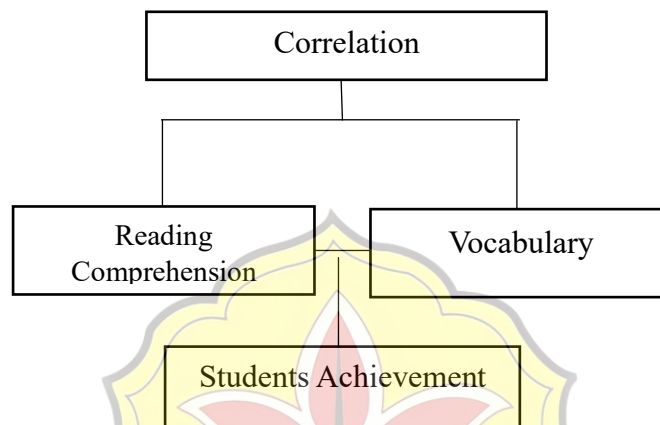 Correlation
Reading
Comprehension
Vocabulary
Students Achievement